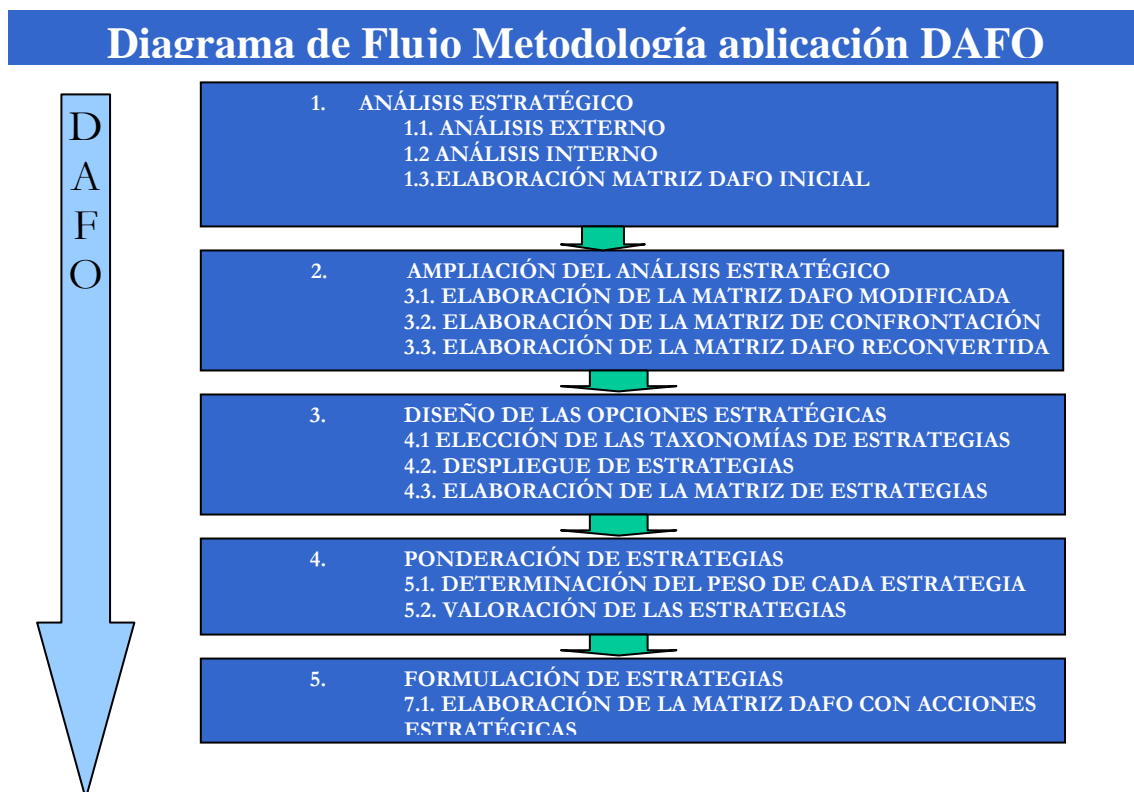 Diagrama de Flujo Metodología aplicación DAFO
D
A
F
O
1. ANÁLISIS ESTRATÉGICO
1.1. ANÁLISIS EXTERNO
1.2 ANÁLISIS INTERNO
1.3.ELABORACIÓN MATRIZ DAFO INICIAL
2. AMPLIACIÓN DEL ANÁLISIS ESTRATÉGICO
3.1. ELABORACIÓN DE LA MATRIZ DAFO MODIFICADA
3.2. ELABORACIÓN DE LA MATRIZ DE CONFRONTACIÓN
3.3. ELABORACIÓN DE LA MATRIZ DAFO RECONVERTIDA
3. DISEÑO DE LAS OPCIONES ESTRATÉGICAS
4.1 ELECCIÓN DE LAS TAXONOMÍAS DE ESTRATEGIAS
4.2. DESPLIEGUE DE ESTRATEGIAS
4.3. ELABORACIÓN DE LA MATRIZ DE ESTRATEGIAS
4. PONDERACIÓN DE ESTRATEGIAS
5.1. DETERMINACIÓN DEL PESO DE CADA ESTRATEGIA
5.2. VALORACIÓN DE LAS ESTRATEGIAS
5. FORMULACIÓN DE ESTRATEGIAS
7.1. ELABORACIÓN DE LA MATRIZ DAFO CON ACCIONES
ESTRATÉGICAS